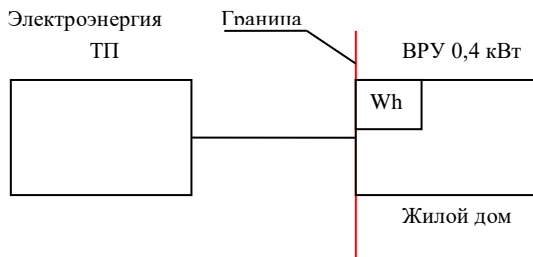 Электроэнергия
Граница
ТП
ВРУ 0,4 кВт
Wh
Жилой дом